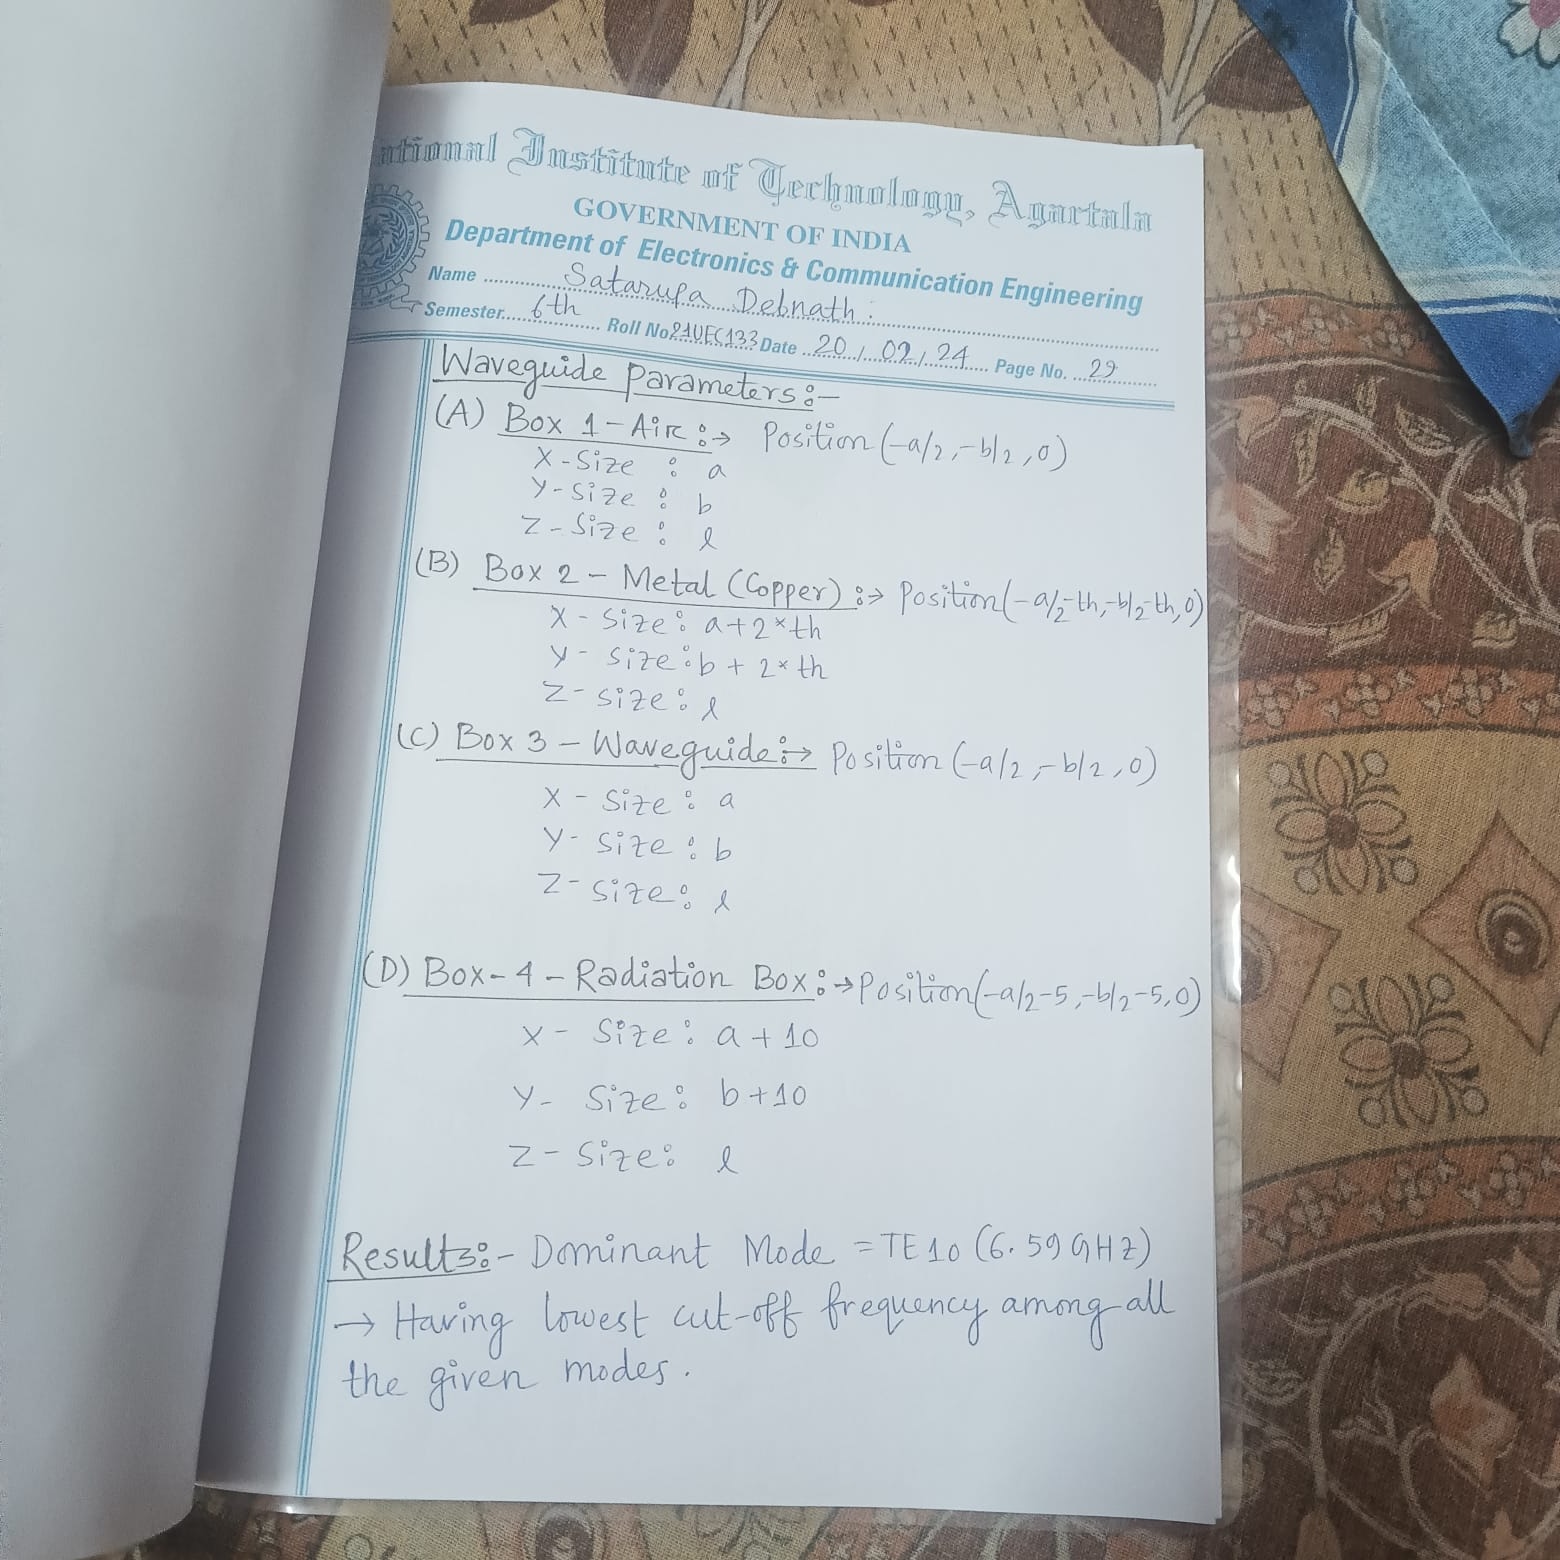 ational Institute of Technology, Agartala
GOVERNMENT OF INDIA
Department of Electronics & Communication Engineering
Name Satarupa Debnath.
Semester 6th Roll No 21UEC133 Date 20/02/24 Page No. 29
Waveguide Parameters:-
(A) Box 1-Air:→ Position (-a/2,-b/2,0)
X-Size : a
Y-Size : b
Z-Size : l
(B) Box 2 - Metal (Copper):→ Position(-a/2-th,-b/2-th,0)
X-Size: a+2*th
Y-Size: b+2*th
Z-Size: l
(C) Box 3 - Waveguide:→ Position (-a/2,-b/2,0)
X-Size: a
Y-Size: b
Z-Size: l
(D) Box-4-Radiation Box:→Position(-a/2-5,-b/2-5,0)
X- Size: a+10
Y- Size: b+10
Z-Size: l
Results:- Dominant Mode = TE10 (6.59 GHz)
→ Having lowest cut-off frequency among all
the given modes.